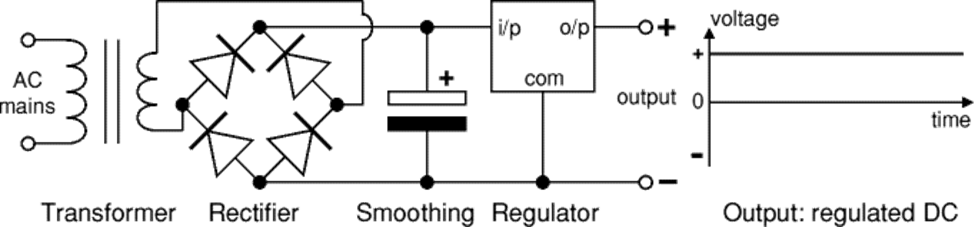 AC
mains
Transformer
Rectifier
+
Smoothing
i/p o/p
com
Regulator
+
output
−
voltage
+
0
-
time
Output: regulated DC